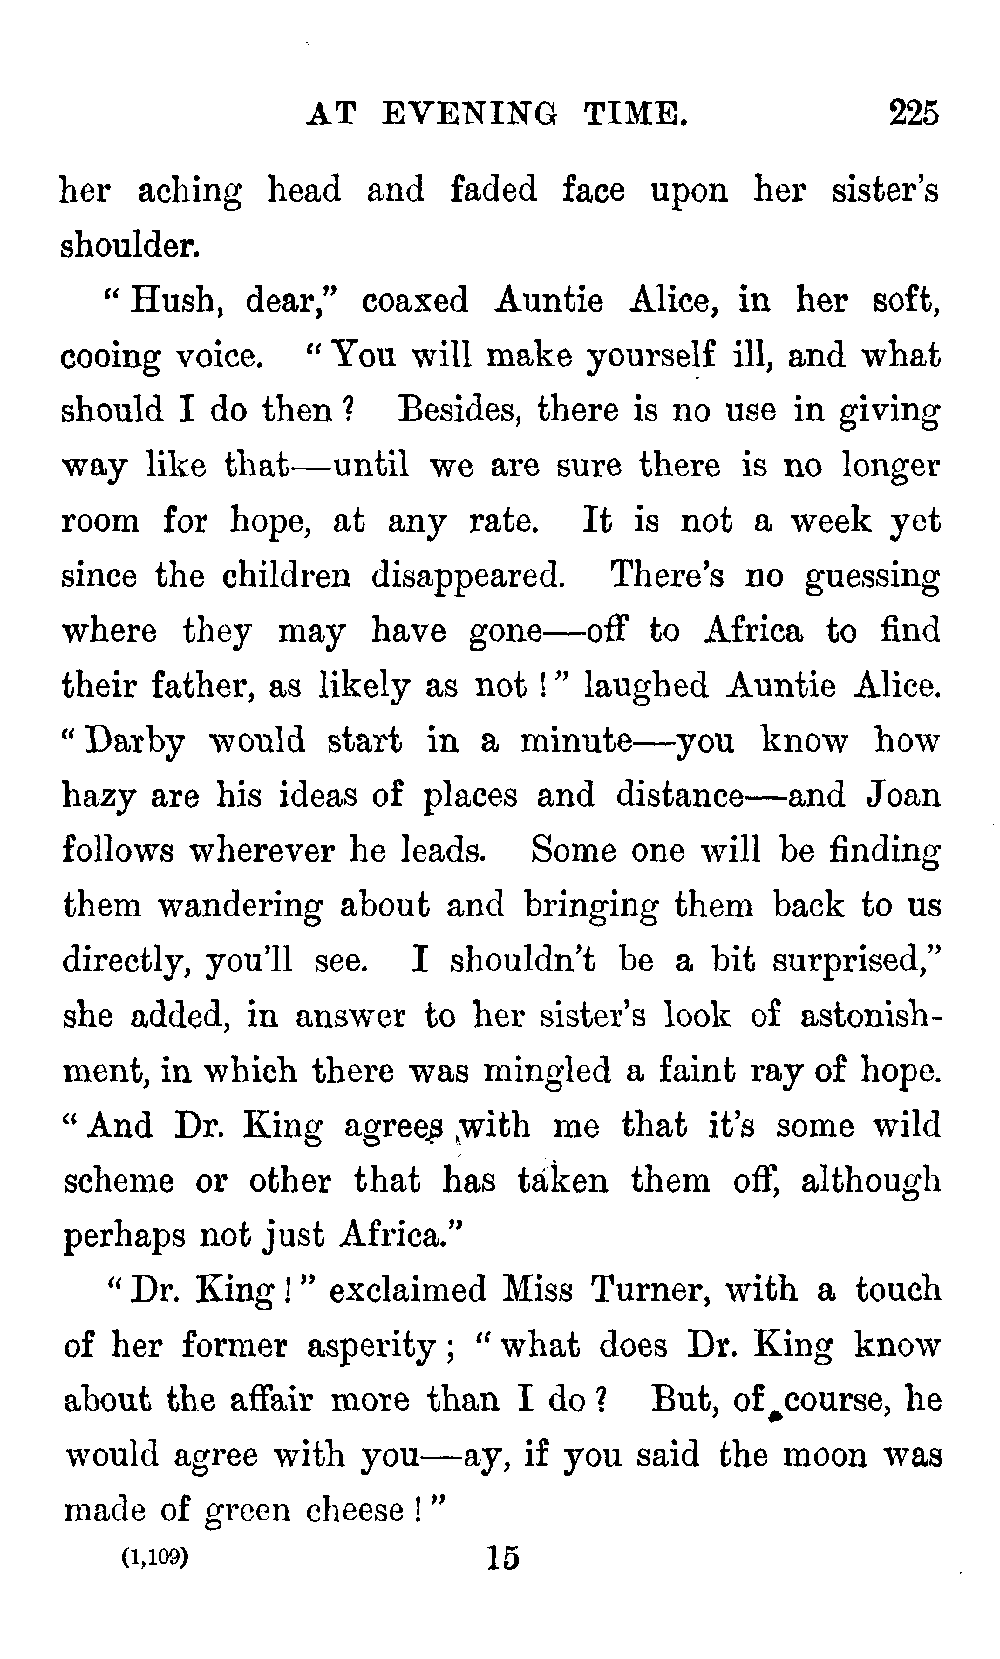 AT EVENING TIME. 225
her aching head and faded face upon her sister's
shoulder.
" Hush, dear," coaxed Auntie Alice, in her soft,
cooing voice. " You will make yourself ill, and what
should I do then ? Besides, there is no use in giving
way like that—until we are sure there is no longer
room for hope, at any rate. It is not a week yet
since the children disappeared. There's no guessing
where they may have gone—off to Africa to find
their father, as likely as not ! " laughed Auntie Alice.
" Darby would start in a minute—you know how
hazy are his ideas of places and distance—and Joan
follows wherever he leads. Some one will be finding
them wandering about and bringing them back to us
directly, you'll see. I shouldn't be a bit surprised,"
she added, in answer to her sister's look of astonish-
ment, in which there was mingled a faint ray of hope.
" And Dr. King agrees with me that it's some wild
scheme or other that has taken them off, although
perhaps not just Africa."
" Dr. King ! " exclaimed Miss Turner, with a touch
of her former asperity ; " what does Dr. King know
about the affair more than I do ? But, of course, he
would agree with you—ay, if you said the moon was
made of green cheese ! "
(1,109) 15